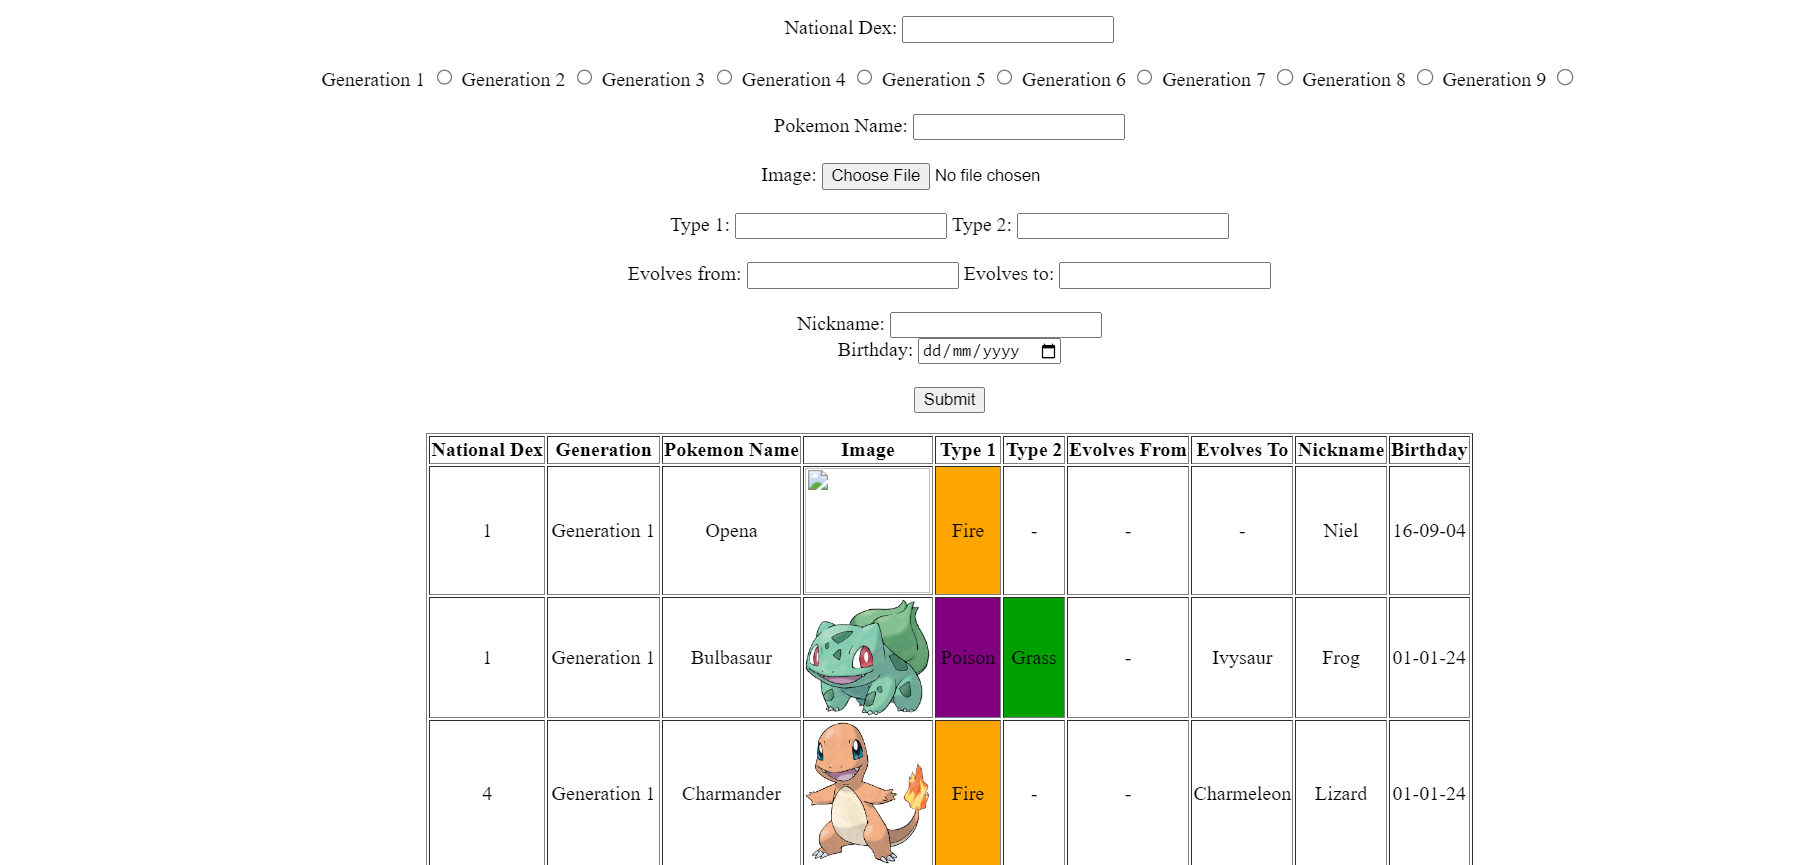 National Dex:
Generation 1 Generation 2 Generation 3 Generation 4 Generation 5 Generation 6 Generation 7 Generation 8 Generation 9
Pokemon Name:
Image: Choose File No file chosen
Type 1: Type 2:
Evolves from: Evolves to:
Nickname:
Birthday: dd/mm/yyyy
Submit
National Dex Generation Pokemon Name Image Type 1 Type 2 Evolves From Evolves To Nickname Birthday
1 Generation 1 Opena Fire - - - Niel 16-09-04
1 Generation 1 Bulbasaur Poison Grass - Ivysaur Frog 01-01-24
4 Generation 1 Charmander Fire - - Charmeleon Lizard 01-01-24